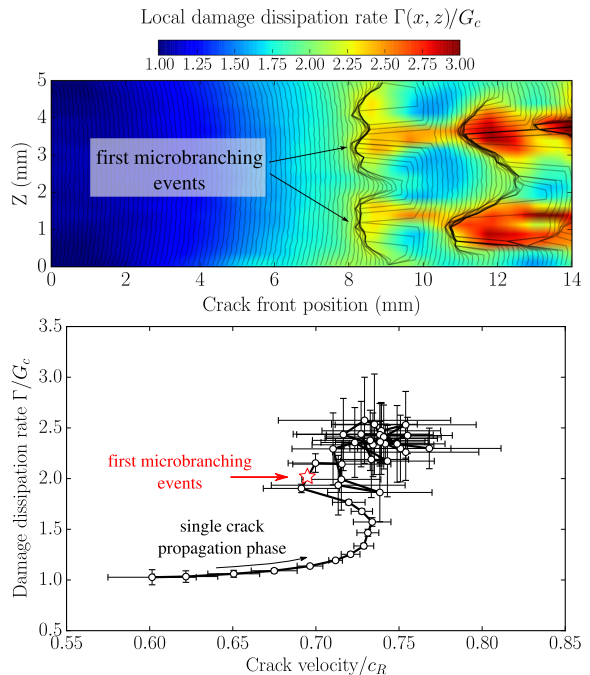 Local damage dissipation rate Γ(x, z)/G_c
1.00 1.25 1.50 1.75 2.00 2.25 2.50 2.75 3.00
5
4
3
2
1
0
Z (mm)
first microbranching
events
0 2 4 6 8 10 12 14
Crack front position (mm)
3.5
3.0
2.5
2.0
1.5
1.0
0.5
Damage dissipation rate Γ/G_c
first microbranching
events
single crack
propagation phase
0.55 0.60 0.65 0.70 0.75 0.80 0.85
Crack velocity/c_R